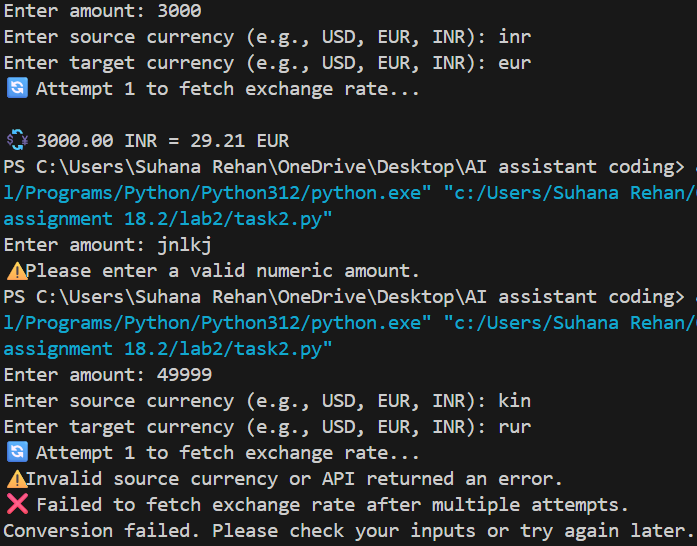 Enter amount: 3000
Enter source currency (e.g., USD, EUR, INR): inr
Enter target currency (e.g., USD, EUR, INR): eur
🔄 Attempt 1 to fetch exchange rate...
💱 3000.00 INR = 29.21 EUR
PS C:\Users\Suhana Rehan\OneDrive\Desktop\AI assistant coding>
l/Programs/Python/Python312/python.exe" "c:/Users/Suhana Rehan/
assignment 18.2/lab2/task2.py"
Enter amount: jnlkj
⚠️Please enter a valid numeric amount.
PS C:\Users\Suhana Rehan\OneDrive\Desktop\AI assistant coding>
l/Programs/Python/Python312/python.exe" "c:/Users/Suhana Rehan/
assignment 18.2/lab2/task2.py"
Enter amount: 49999
Enter source currency (e.g., USD, EUR, INR): kin
Enter target currency (e.g., USD, EUR, INR): rur
🔄 Attempt 1 to fetch exchange rate...
⚠️Invalid source currency or API returned an error.
❌ Failed to fetch exchange rate after multiple attempts.
Conversion failed. Please check your inputs or try again later.